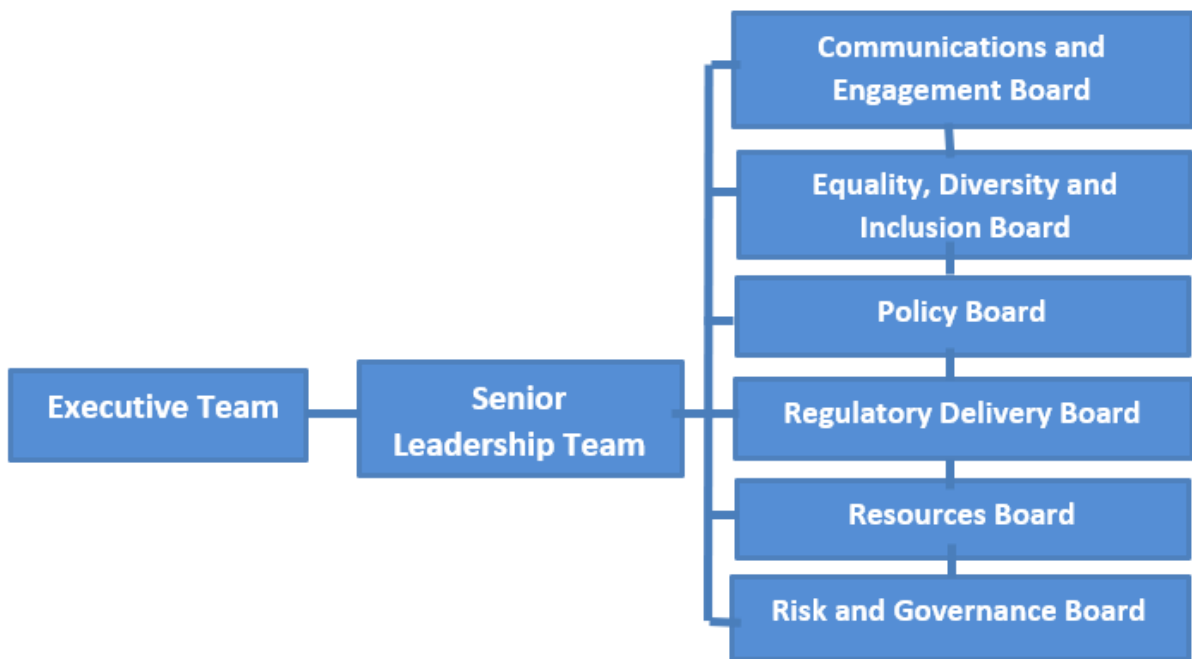 Communications and
Engagement Board
Equality, Diversity and
Inclusion Board
Policy Board
Executive Team
Senior
Leadership Team
Regulatory Delivery Board
Resources Board
Risk and Governance Board